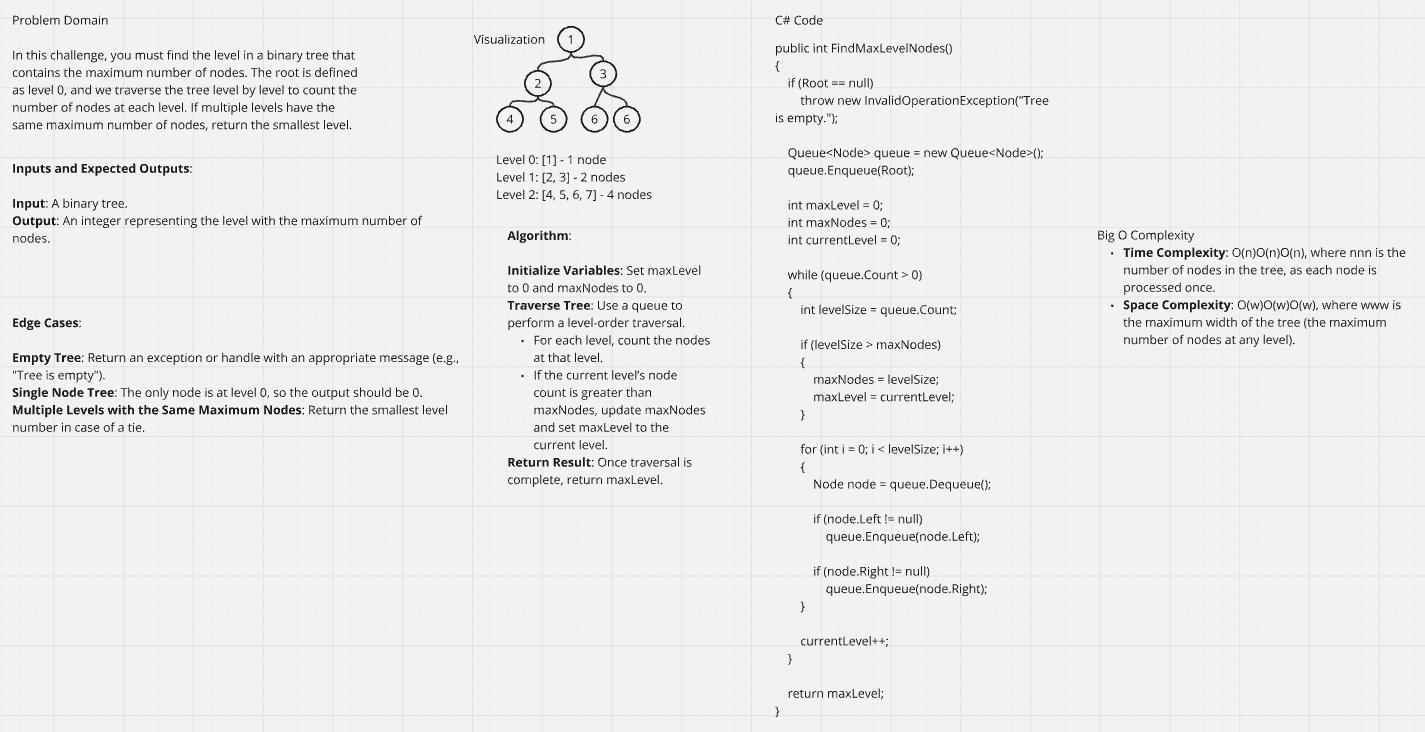 Problem Domain
In this challenge, you must find the level in a binary tree that
contains the maximum number of nodes. The root is defined
as level 0, and we traverse the tree level by level to count the
number of nodes at each level. If multiple levels have the
same maximum number of nodes, return the smallest level.
Inputs and Expected Outputs:
Input: A binary tree.
Output: An integer representing the level with the maximum number of
nodes.
Edge Cases:
Empty Tree: Return an exception or handle with an appropriate message (e.g.,
"Tree is empty").
Single Node Tree: The only node is at level 0, so the output should be 0.
Multiple Levels with the Same Maximum Nodes: Return the smallest level
number in case of a tie.
Visualization
1
2
3
4
5
6
6
Level 0: [1] - 1 node
Level 1: [2, 3] - 2 nodes
Level 2: [4, 5, 6, 7] - 4 nodes
Algorithm:
Initialize Variables: Set maxLevel
to 0 and maxNodes to 0.
Traverse Tree: Use a queue to
perform a level-order traversal.
• For each level, count the nodes
at that level.
• If the current level's node
count is greater than
maxNodes, update maxNodes
and set maxLevel to the
current level.
Return Result: Once traversal is
complete, return maxLevel.
C# Code
public int FindMaxLevelNodes()
{
if (Root == null)
throw new InvalidOperationException("Tree
is empty.");
Queue<Node> queue = new Queue<Node>();
queue.Enqueue(Root);
int maxLevel = 0;
int maxNodes = 0;
int currentLevel = 0;
while (queue.Count > 0)
{
int levelSize = queue.Count;
if (levelSize > maxNodes)
{
maxNodes = levelSize;
maxLevel = currentLevel;
}
for (int i = 0; i < levelSize; i++)
{
Node node = queue.Dequeue();
if (node.Left != null)
queue.Enqueue(node.Left);
if (node.Right != null)
queue.Enqueue(node.Right);
}
currentLevel++;
}
return maxLevel;
}
Big O Complexity
• Time Complexity: O(n)O(n)O(n), where nnn is the
number of nodes in the tree, as each node is
processed once.
• Space Complexity: O(w)O(w)O(w), where www is
the maximum width of the tree (the maximum
number of nodes at any level).